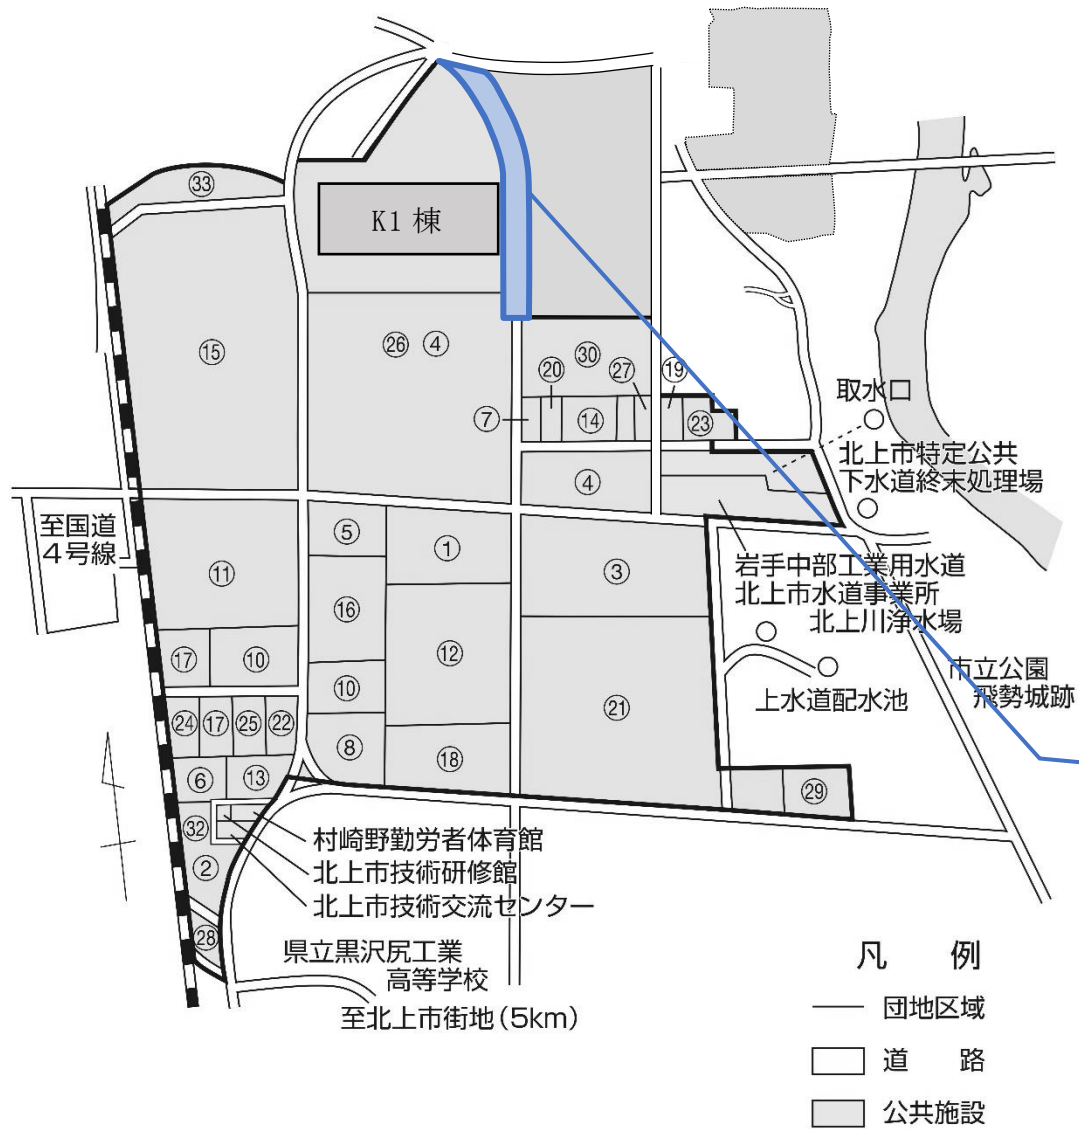 ㉝
K1 棟
⑮
㉖ ④
㉚
⑳
㉗
⑲
⑦
⑭
㉓
取水口
北上市特定公共
下水道終末処理場
④
至国道
4号線
⑤
①
③
⑪
岩手中部工業用水道
北上市水道事業所
北上川浄水場
⑯
⑫
⑰
⑩
⑩
市立公園
飛勢城跡
上水道配水池
㉑
㉔
⑰
㉕
㉒
⑧
⑱
⑥
⑬
㉙
㉜
②
村崎野勤労者体育館
北上市技術研修館
北上市技術交流センター
㉘
県立黒沢尻工業
高等学校
至北上市街地(5km)
凡 例
団地区域
道 路
公共施設